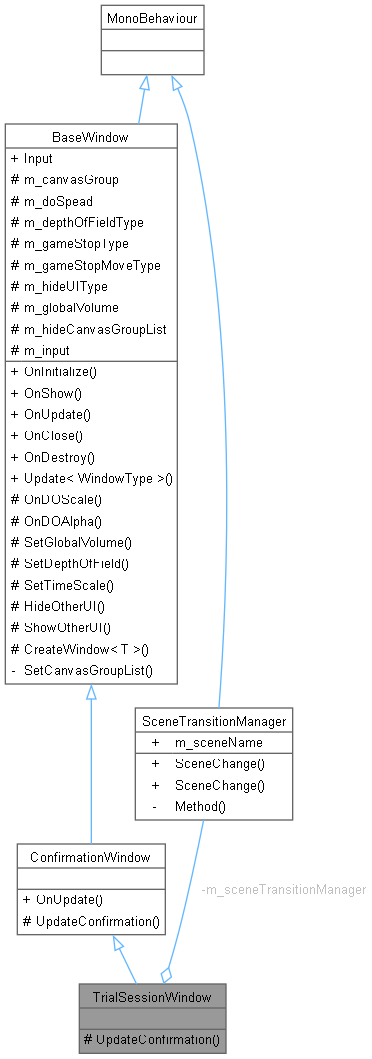 MonoBehaviour
BaseWindow
+ Input
# m_canvasGroup
# m_doSpead
# m_depthOfFieldType
# m_gameStopType
# m_gameStopMoveType
# m_hideUIType
# m_globalVolume
# m_hideCanvasGroupList
# m_input
+ OnInitialize()
+ OnShow()
+ OnUpdate()
+ OnClose()
+ OnDestroy()
+ Update< WindowType >()
# OnDOScale()
# OnDOAlpha()
# SetGlobalVolume()
# SetDepthOfField()
# SetTimeScale()
# HideOtherUI()
# ShowOtherUI()
# CreateWindow< T >()
- SetCanvasGroupList()
SceneTransitionManager
+ m_sceneName
+ SceneChange()
+ SceneChange()
- Method()
ConfirmationWindow
+ OnUpdate()
# UpdateConfirmation()
-m_sceneTransitionManager
TrialSessionWindow
# UpdateConfirmation()